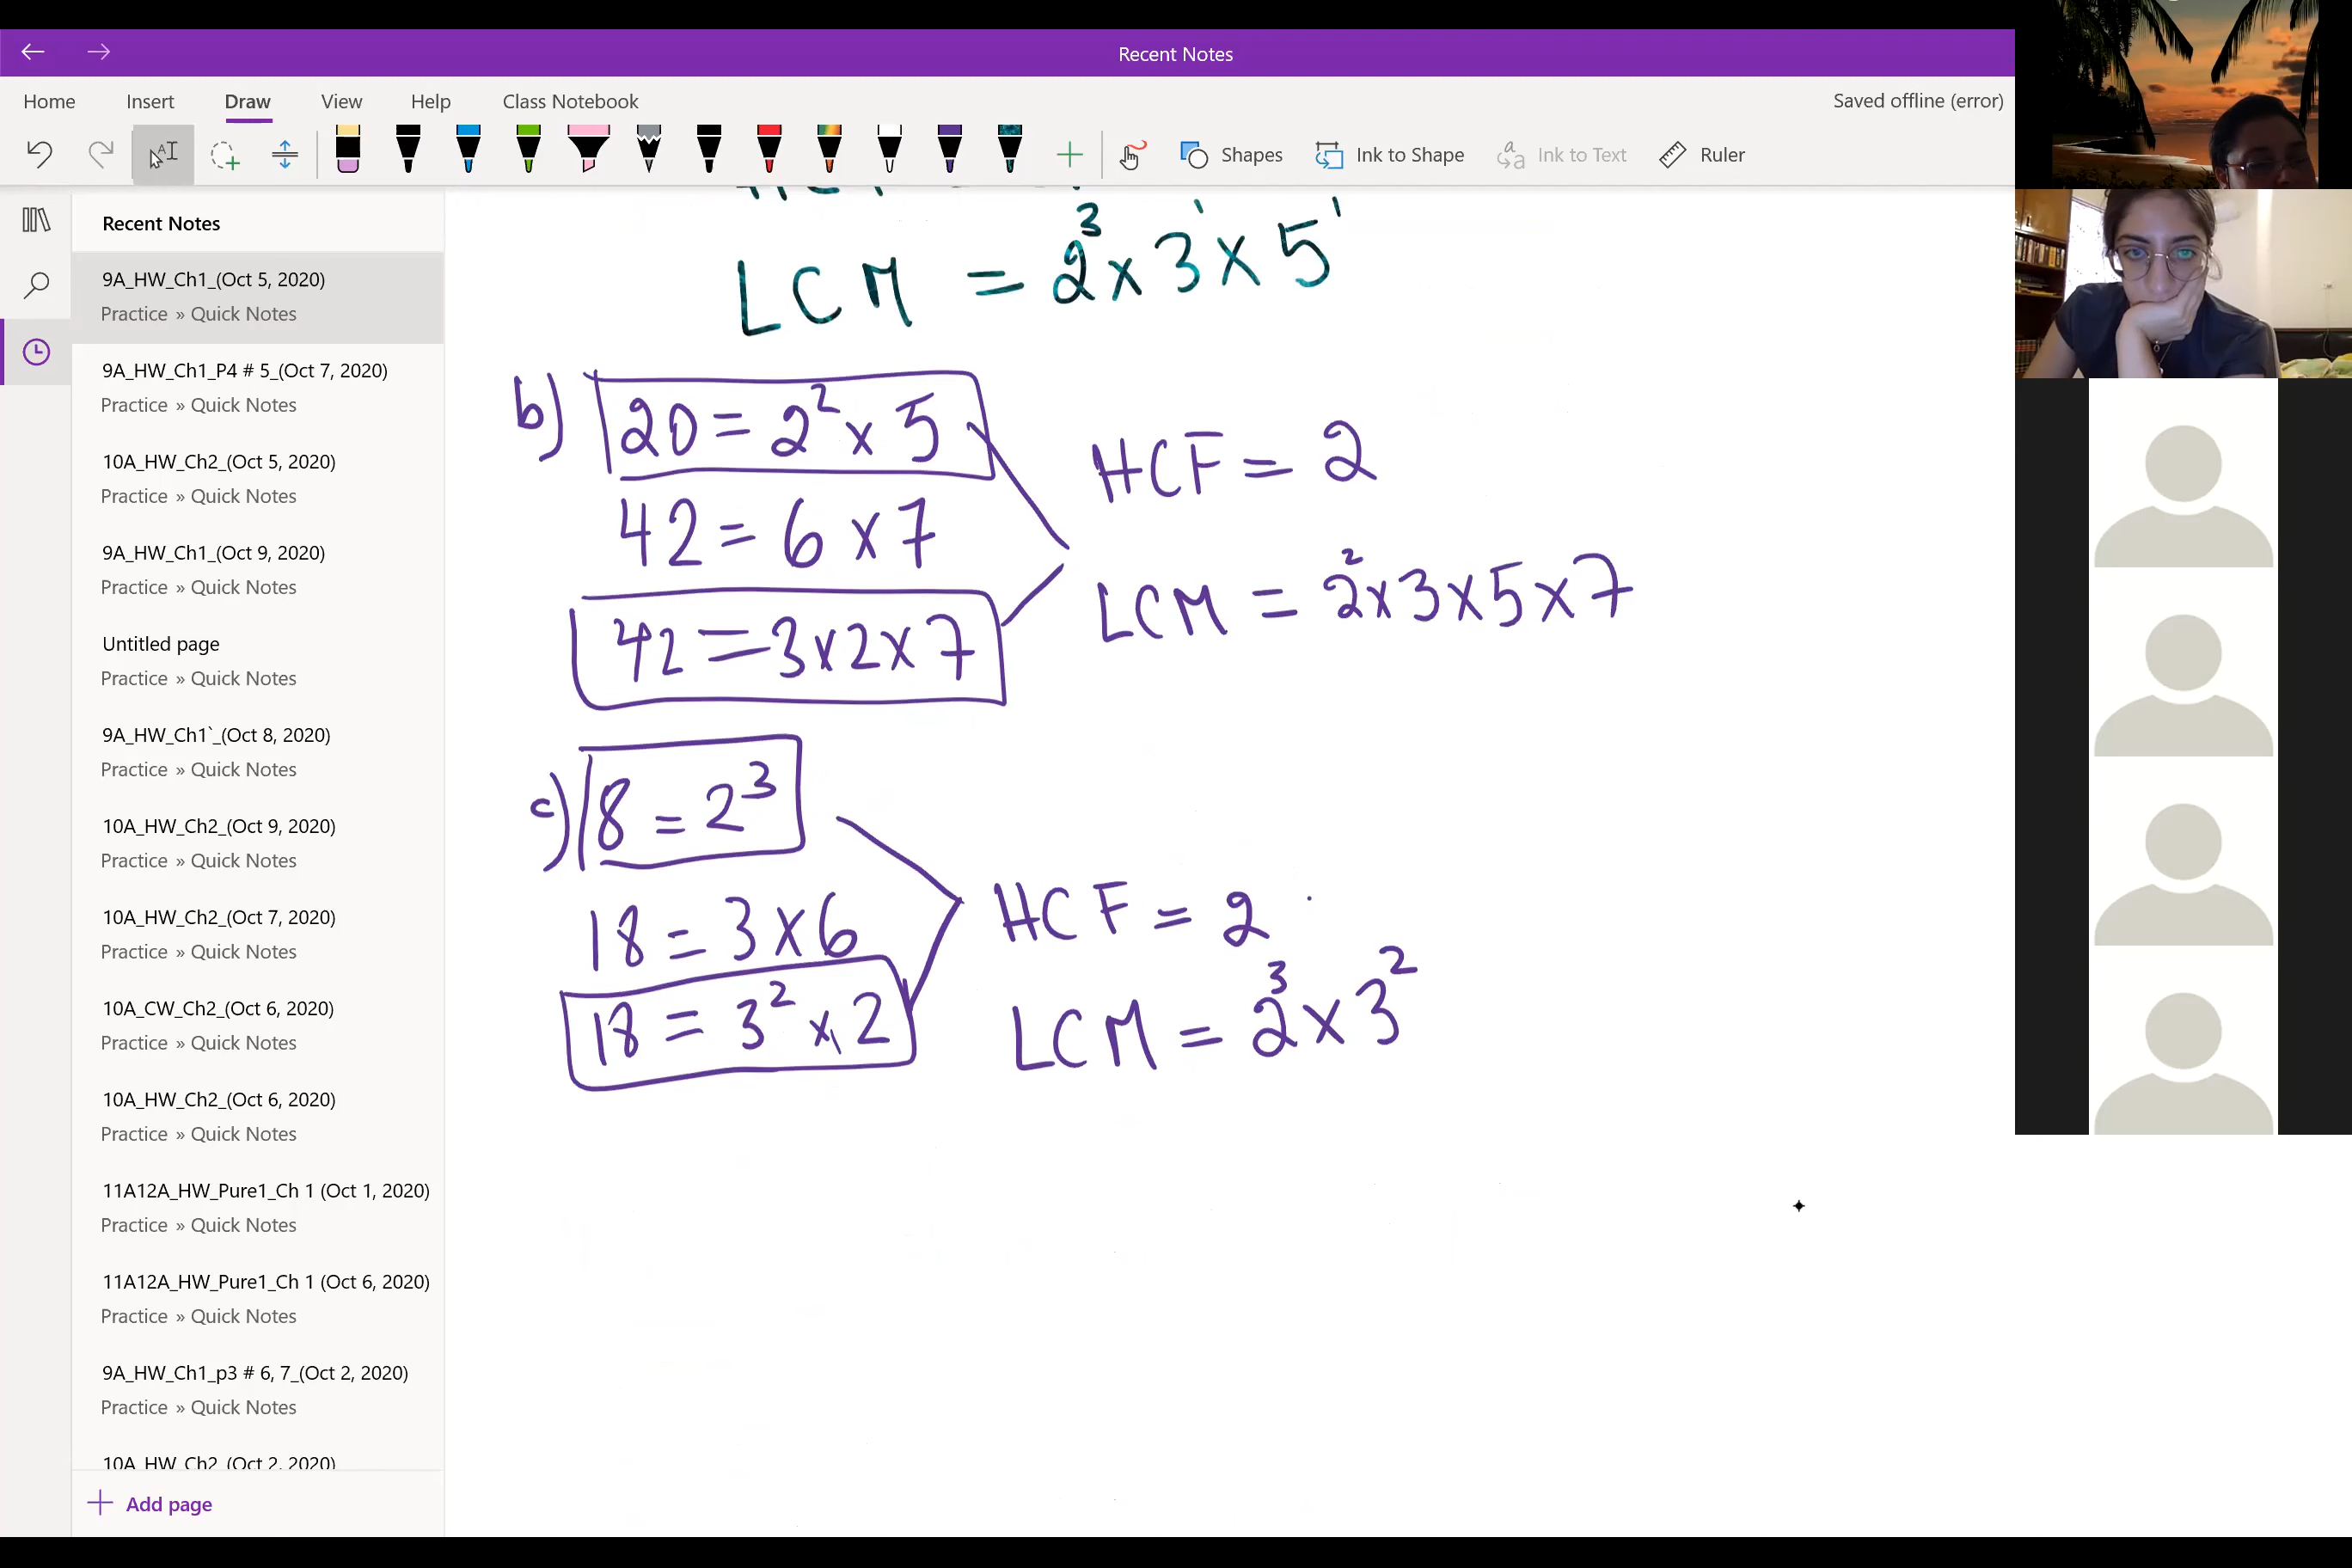 Recent Notes
Home Insert Draw View Help Class Notebook Saved offline (error)
Shapes Ink to Shape Ink to Text Ruler
Recent Notes
9A_HW_Ch1_(Oct 5, 2020)
Practice » Quick Notes
9A_HW_Ch1_P4 # 5_(Oct 7, 2020)
Practice » Quick Notes
10A_HW_Ch2_(Oct 5, 2020)
Practice » Quick Notes
9A_HW_Ch1_(Oct 9, 2020)
Practice » Quick Notes
Untitled page
Practice » Quick Notes
9A_HW_Ch1`_(Oct 8, 2020)
Practice » Quick Notes
10A_HW_Ch2_(Oct 9, 2020)
Practice » Quick Notes
10A_HW_Ch2_(Oct 7, 2020)
Practice » Quick Notes
10A_CW_Ch2_(Oct 6, 2020)
Practice » Quick Notes
10A_HW_Ch2_(Oct 6, 2020)
Practice » Quick Notes
11A12A_HW_Pure1_Ch 1 (Oct 1, 2020)
Practice » Quick Notes
11A12A_HW_Pure1_Ch 1 (Oct 6, 2020)
Practice » Quick Notes
9A_HW_Ch1_p3 # 6, 7_(Oct 2, 2020)
Practice » Quick Notes
10A_HW_Ch2_(Oct 2, 2020)
Add page
LCM = 2³ x 3¹ x 5¹
b) 20 = 2² x 5
42 = 6 x 7
42 = 3 x 2 x 7
HCF = 2
LCM = 2² x 3 x 5 x 7
c) 8 = 2³
18 = 3 x 6
18 = 3² x 2
HCF = 2
LCM = 2³ x 3²